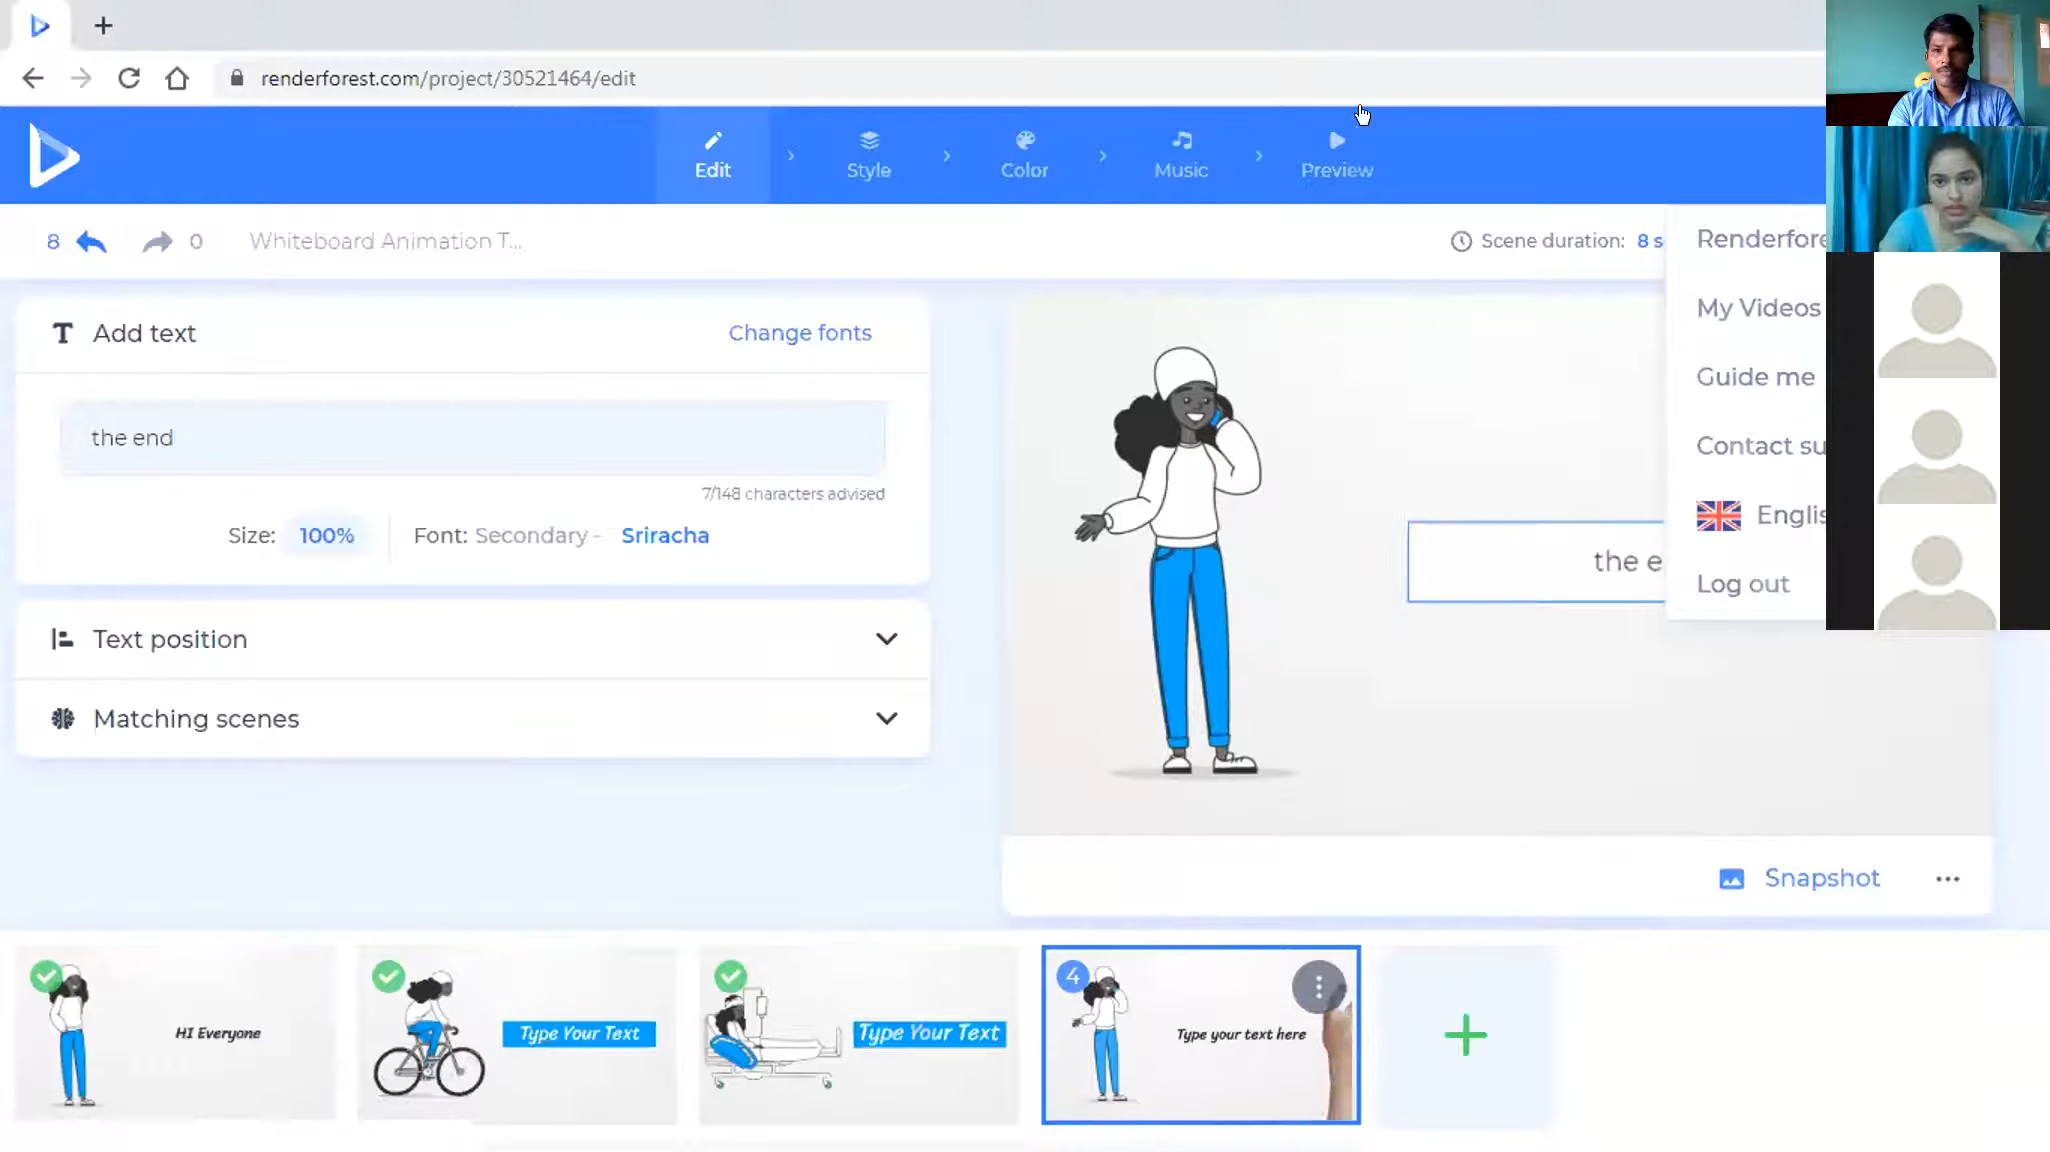 renderforest.com/project/30521464/edit
Edit
Style
Color
Music
Preview
8
0
Whiteboard Animation T...
Scene duration: 8 s
Renderfore
My Videos
Guide me
Contact su
Englis
Log out
T Add text
Change fonts
the end
7/148 characters advised
Size: 100%
Font: Secondary - Sriracha
Text position
Matching scenes
the e
Snapshot
HI Everyone
Type Your Text
Type Your Text
4
Type your text here